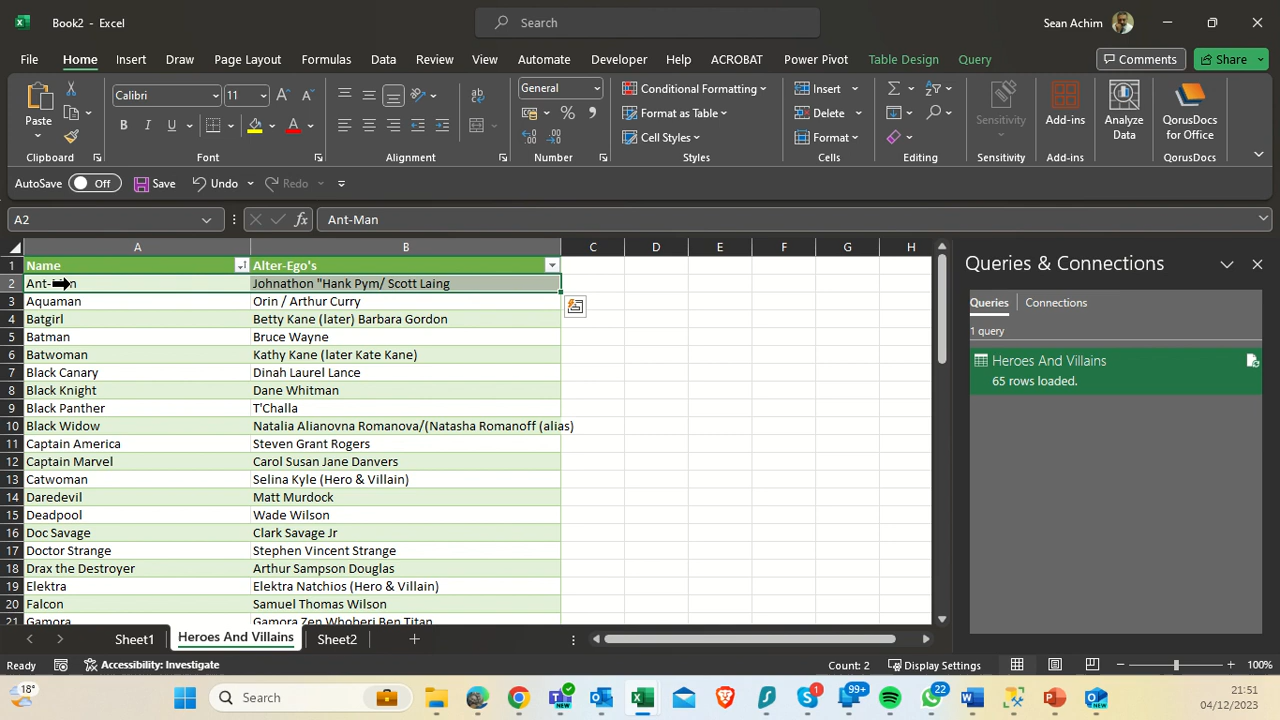 Book2 - Excel
Search
Sean Achim
File Home Insert Draw Page Layout Formulas Data Review View Automate Developer Help ACROBAT Power Pivot Table Design Query Comments Share
Paste
Clipboard
Calibri 11
B I U
Font
Alignment
General
Number
Conditional Formatting
Format as Table
Cell Styles
Styles
Insert
Delete
Format
Cells
Editing
Sensitivity
Sensitivity
Add-ins
Add-ins
Analyze Data
QorusDocs for Office
QorusDocs
AutoSave Off Save Undo Redo
A2 fx Ant-Man
A B C D E F G H
1 Name Alter-Ego's
2 Johnathon "Hank Pym/ Scott Laing
3 Aquaman Orin / Arthur Curry
4 Batgirl Betty Kane (later) Barbara Gordon
5 Batman Bruce Wayne
6 Batwoman Kathy Kane (later Kate Kane)
7 Black Canary Dinah Laurel Lance
8 Black Knight Dane Whitman
9 Black Panther T'Challa
10 Black Widow Natalia Alianovna Romanova/(Natasha Romanoff (alias)
11 Captain America Steven Grant Rogers
12 Captain Marvel Carol Susan Jane Danvers
13 Catwoman Selina Kyle (Hero & Villain)
14 Daredevil Matt Murdock
15 Deadpool Wade Wilson
16 Doc Savage Clark Savage Jr
17 Doctor Strange Stephen Vincent Strange
18 Drax the Destroyer Arthur Sampson Douglas
19 Elektra Elektra Natchios (Hero & Villain)
20 Falcon Samuel Thomas Wilson
21 Gamora Gamora Zen Whoberi Ben Titan
Queries & Connections
Queries Connections
1 query
Heroes And Villains
65 rows loaded.
Sheet1 Heroes And Villains Sheet2
Ready Accessibility: Investigate Count: 2 Display Settings 100%
18° Search 1 99+ 22 NEW NEW
21:51
04/12/2023